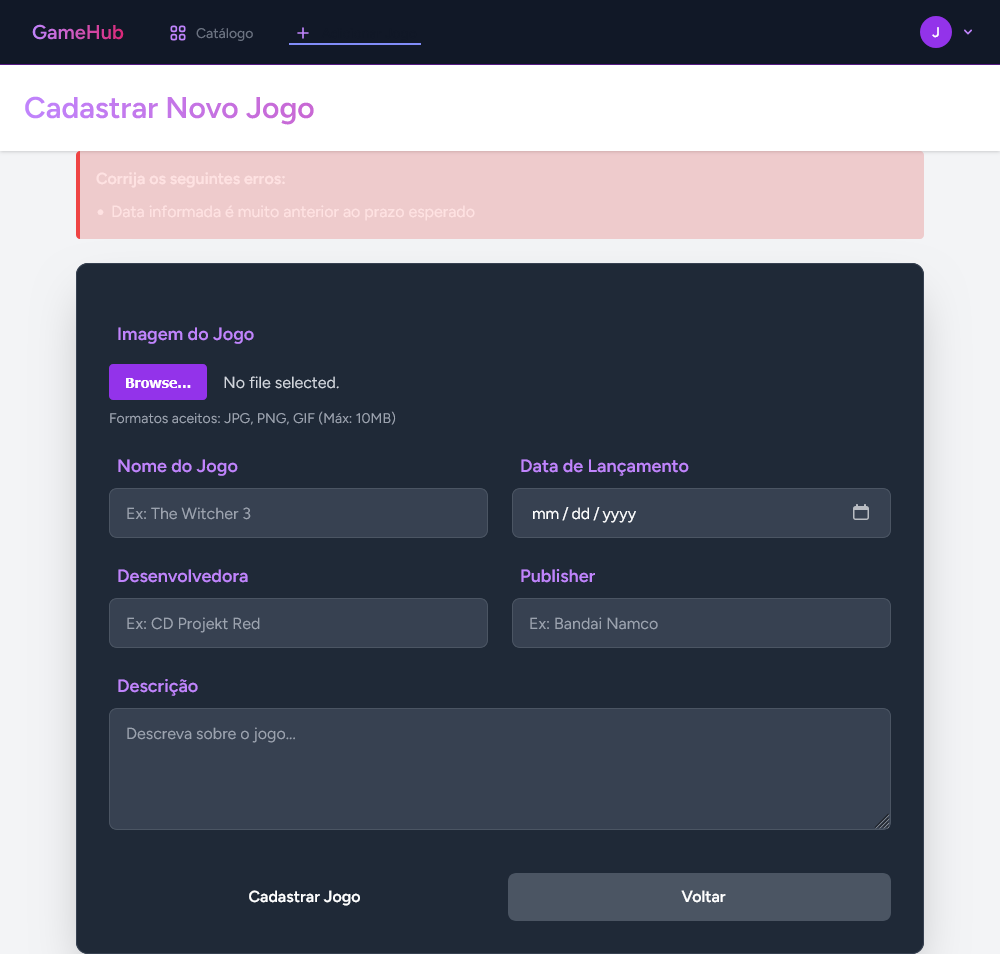 GameHub
Catálogo
J
Cadastrar Novo Jogo
Corrija os seguintes erros:
• Data informada é muito anterior ao prazo esperado
Imagem do Jogo
Browse...
No file selected.
Formatos aceitos: JPG, PNG, GIF (Máx: 10MB)
Nome do Jogo
Data de Lançamento
Ex: The Witcher 3
mm / dd / yyyy
Desenvolvedora
Publisher
Ex: CD Projekt Red
Ex: Bandai Namco
Descrição
Descreva sobre o jogo...
Cadastrar Jogo
Voltar